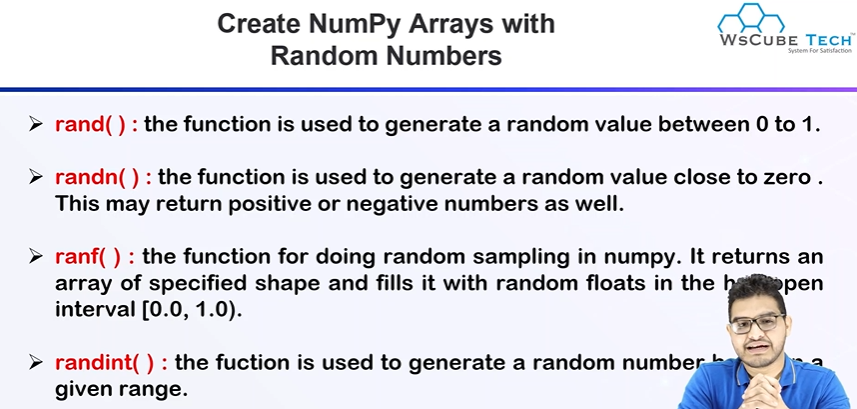 Create NumPy Arrays with
Random Numbers
WsCube Tech
System For Satisfaction
➢ rand( ) : the function is used to generate a random value between 0 to 1.
➢ randn( ) : the function is used to generate a random value close to zero .
This may return positive or negative numbers as well.
➢ ranf( ) : the function for doing random sampling in numpy. It returns an
array of specified shape and fills it with random floats in the
interval [0.0, 1.0).
➢ randint( ) : the fuction is used to generate a random number a
given range.